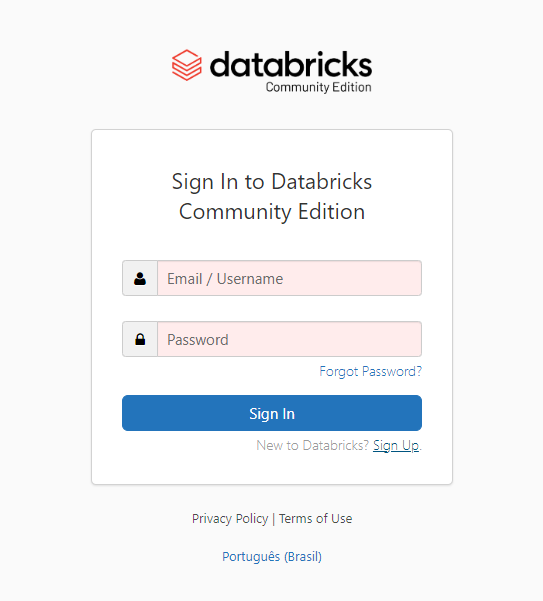 databricks
Community Edition
Sign In to Databricks
Community Edition
Email / Username
Password
Forgot Password?
Sign In
New to Databricks? Sign Up.
Privacy Policy | Terms of Use
Português (Brasil)